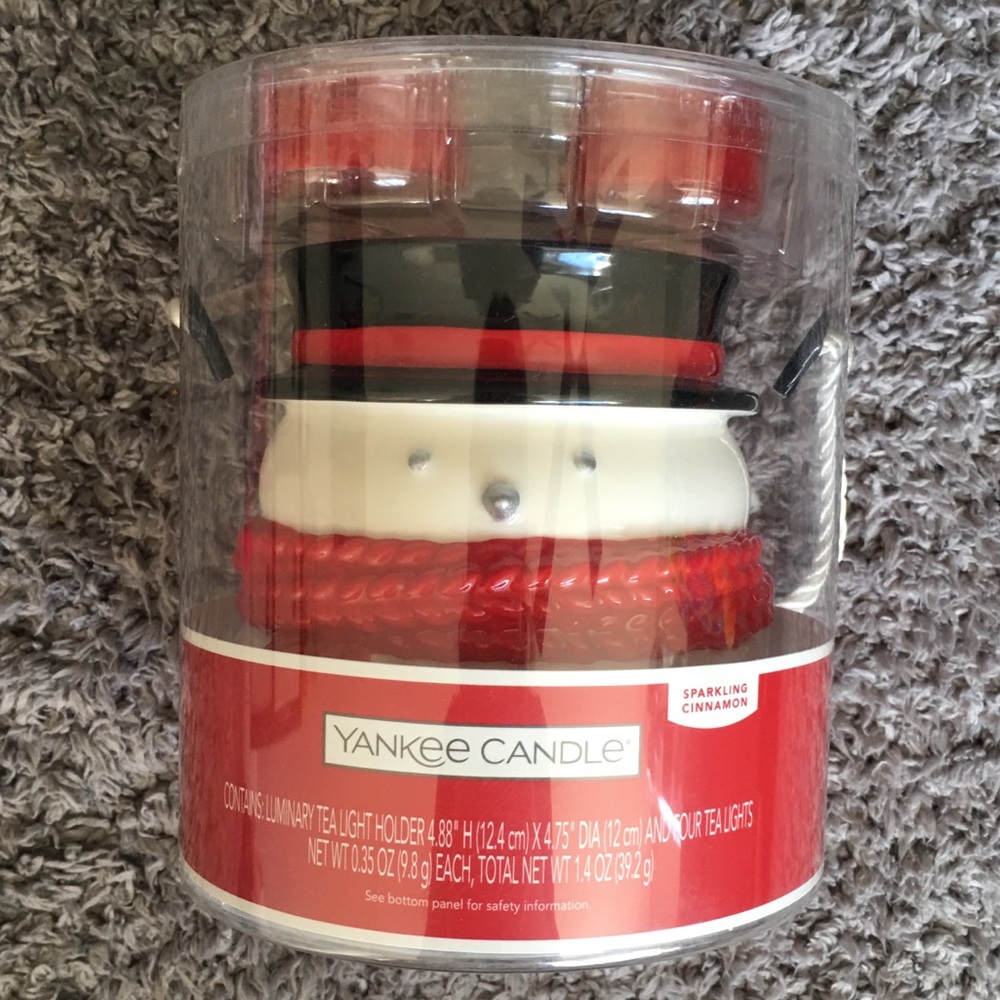 SPARKLING
CINNAMON
YANKEE CANDLE®
CONTAINS: LUMINARY TEA LIGHT HOLDER 4.88" H (12.4 cm) X 4.75" DIA (12 cm) AND FOUR TEA LIGHTS
NET WT 0.35 OZ (9.8 g) EACH, TOTAL NET WT 1.4 OZ (39.2 g)
See bottom panel for safety information.